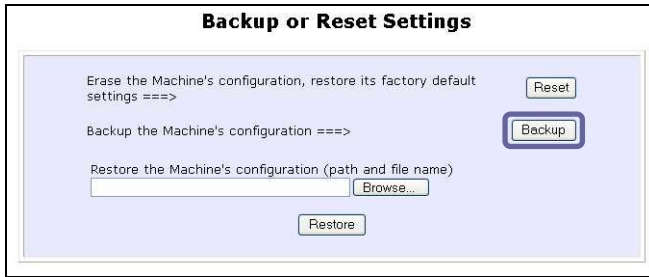 Backup or Reset Settings
Erase the Machine's configuration, restore its factory default
settings ===>
Reset
Backup the Machine's configuration ===>
Backup
Restore the Machine's configuration (path and file name)
Browse...
Restore